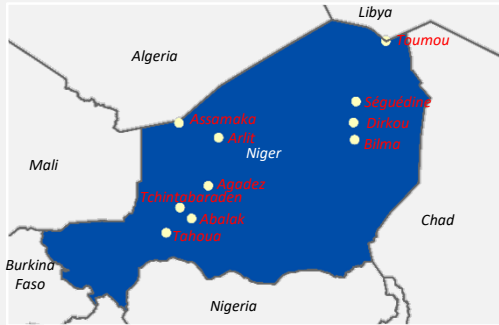 Libya
Toumou
Algeria
Séguédine
Assamaka
Dirkou
Arlit
Bilma
Niger
Mali
Agadez
Tchintabaraden
Abalak
Chad
Tahoua
Burkina
Faso
Nigeria